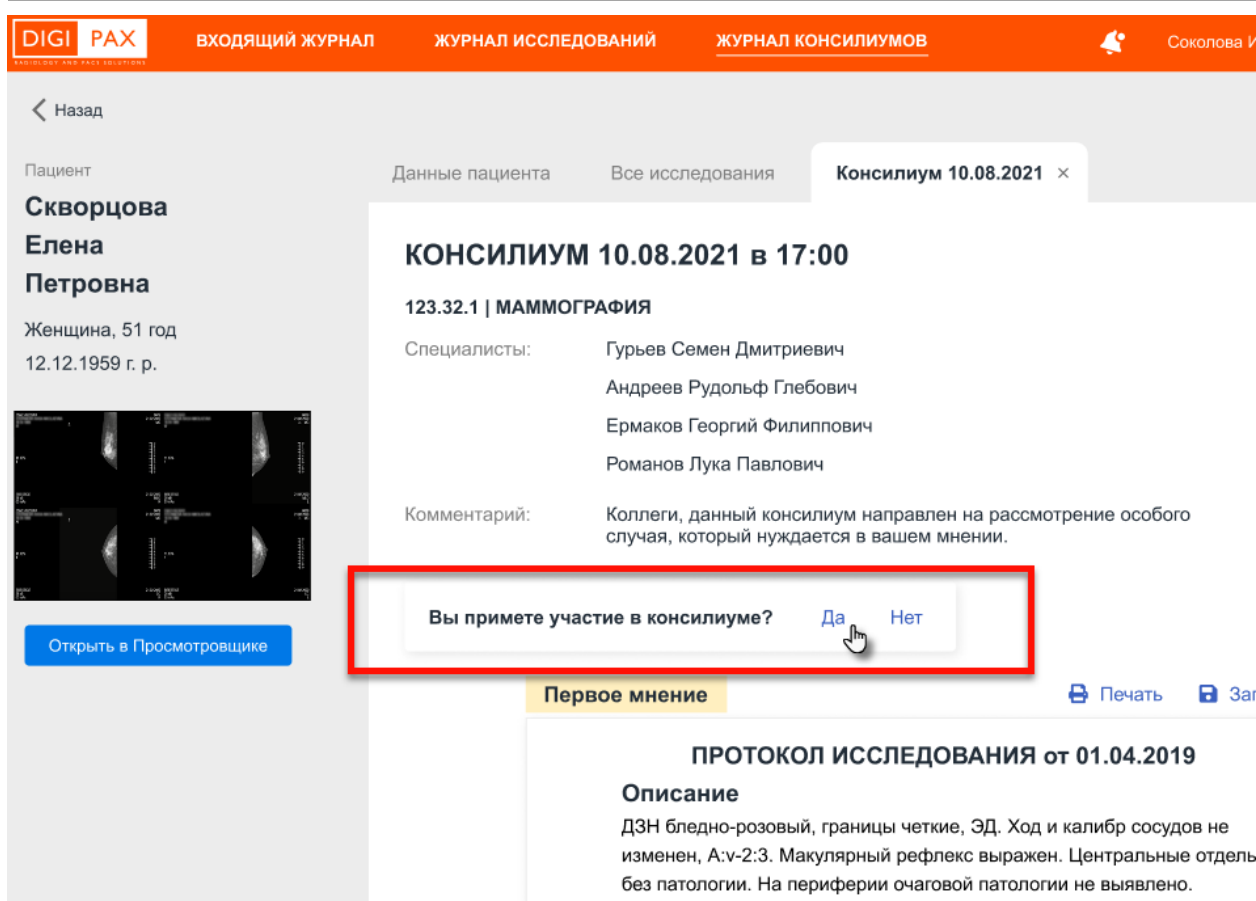 DIGI PAX
RADIOLOGY AND PACS SOLUTIONS
ВХОДЯЩИЙ ЖУРНАЛ
ЖУРНАЛ ИССЛЕДОВАНИЙ
ЖУРНАЛ КОНСИЛИУМОВ
Соколова И
Назад
Пациент
Скворцова
Елена
Петровна
Женщина, 51 год
12.12.1959 г. р.
Открыть в Просмотровщике
Данные пациента
Все исследования
Консилиум 10.08.2021 ×
КОНСИЛИУМ 10.08.2021 в 17:00
123.32.1 | МАММОГРАФИЯ
Специалисты: Гурьев Семен Дмитриевич
Андреев Рудольф Глебович
Ермаков Георгий Филиппович
Романов Лука Павлович
Комментарий: Коллеги, данный консилиум направлен на рассмотрение особого
случая, который нуждается в вашем мнении.
Вы примете участие в консилиуме? Да Нет
Первое мнение
Печать
Заг
ПРОТОКОЛ ИССЛЕДОВАНИЯ от 01.04.2019
Описание
ДЗН бледно-розовый, границы четкие, ЭД. Ход и калибр сосудов не
изменен, A:v-2:3. Макулярный рефлекс выражен. Центральные отделы
без патологии. На периферии очаговой патологии не выявлено.